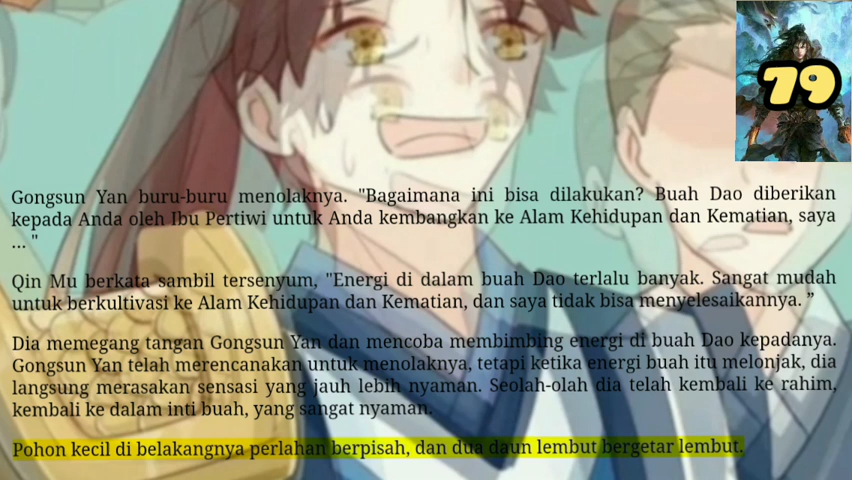 79
Gongsun Yan buru-buru menolaknya. "Bagaimana ini bisa dilakukan? Buah Dao diberikan
kepada Anda oleh Ibu Pertiwi untuk Anda kembangkan ke Alam Kehidupan dan Kematian, saya
... "
Qin Mu berkata sambil tersenyum, "Energi di dalam buah Dao terlalu banyak. Sangat mudah
untuk berkultivasi ke Alam Kehidupan dan Kematian, dan saya tidak bisa menyelesaikannya. ”
Dia memegang tangan Gongsun Yan dan mencoba membimbing energi di buah Dao kepadanya.
Gongsun Yan telah merencanakan untuk menolaknya, tetapi ketika energi buah itu melonjak, dia
langsung merasakan sensasi yang jauh lebih nyaman. Seolah-olah dia telah kembali ke rahim,
kembali ke dalam inti buah, yang sangat nyaman.
Pohon kecil di belakangnya perlahan berpisah, dan dua daun lembut bergetar lembut.